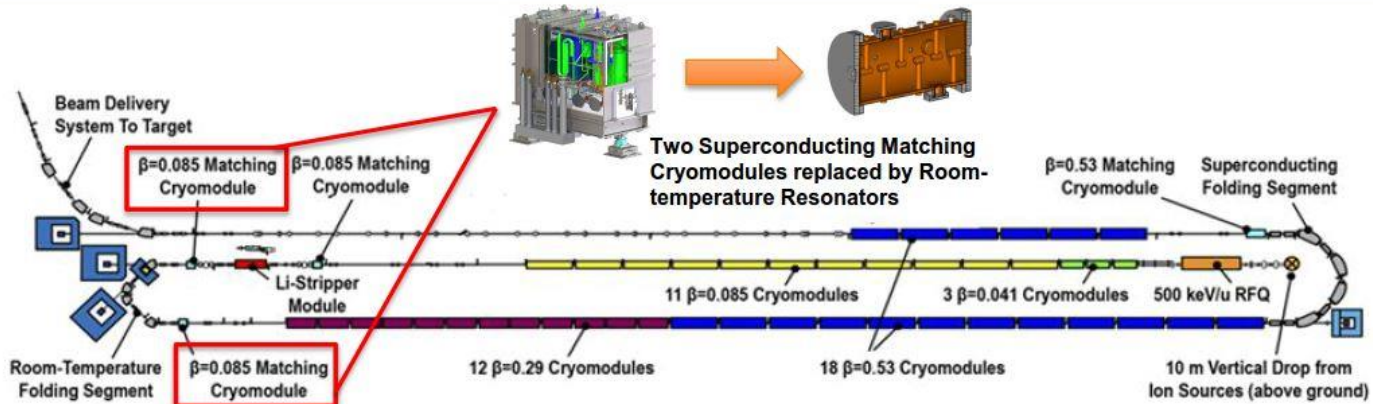 Beam Delivery
System To Target
β=0.085 Matching
Cryomodule
β=0.085 Matching
Cryomodule
Two Superconducting Matching
Cryomodules replaced by Room-
temperature Resonators
β=0.53 Matching
Cryomodule
Superconducting
Folding Segment
Li-Stripper
Module
11 β=0.085 Cryomodules
3 β=0.041 Cryomodules
500 keV/u RFQ
Room-Temperature
Folding Segment
β=0.085 Matching
Cryomodule
12 β=0.29 Cryomodules
18 β=0.53 Cryomodules
10 m Vertical Drop from
Ion Sources (above ground)